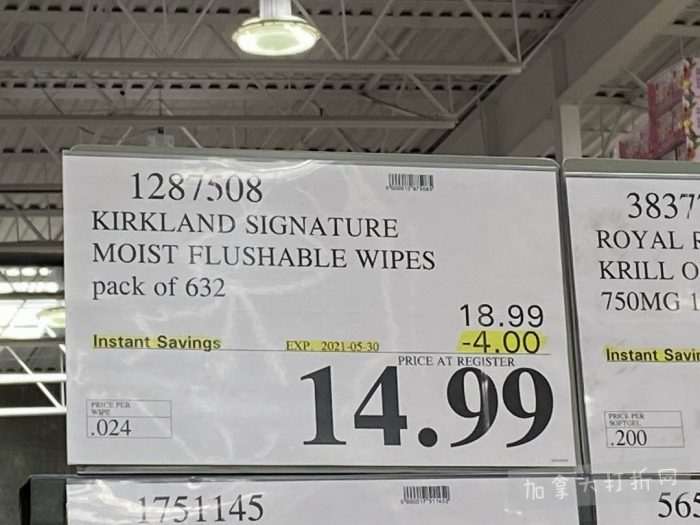 1287508
KIRKLAND SIGNATURE
MOIST FLUSHABLE WIPES
pack of 632
18.99
Instant Savings
EXP. 2021-05-30
-4.00
PRICE AT REGISTER
14.99
PRICE PER
WIPE
.024
3837
ROYAL
KRILL
750MG
Instant
PRICE PER
SOFTGEL
.200
1751145
565
加拿大打折网